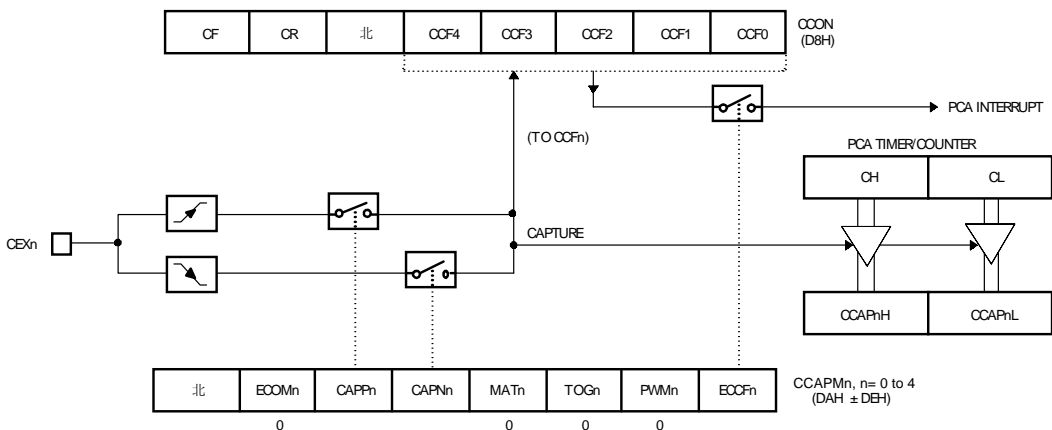 CF CR 北 CCF4 CCF3 CCF2 CCF1 CCF0
CCON
(D8H)
PCA INTERRUPT
(TO CCFn)
PCA TIMER/COUNTER
CH CL
CEXn
CAPTURE
CCAPnH CCAPnL
北 ECOMn CAPPn CAPNn MATn TOGn PWMn ECCFn
CCAPMn, n= 0 to 4
(DAH ± DEH)
0 0 0 0